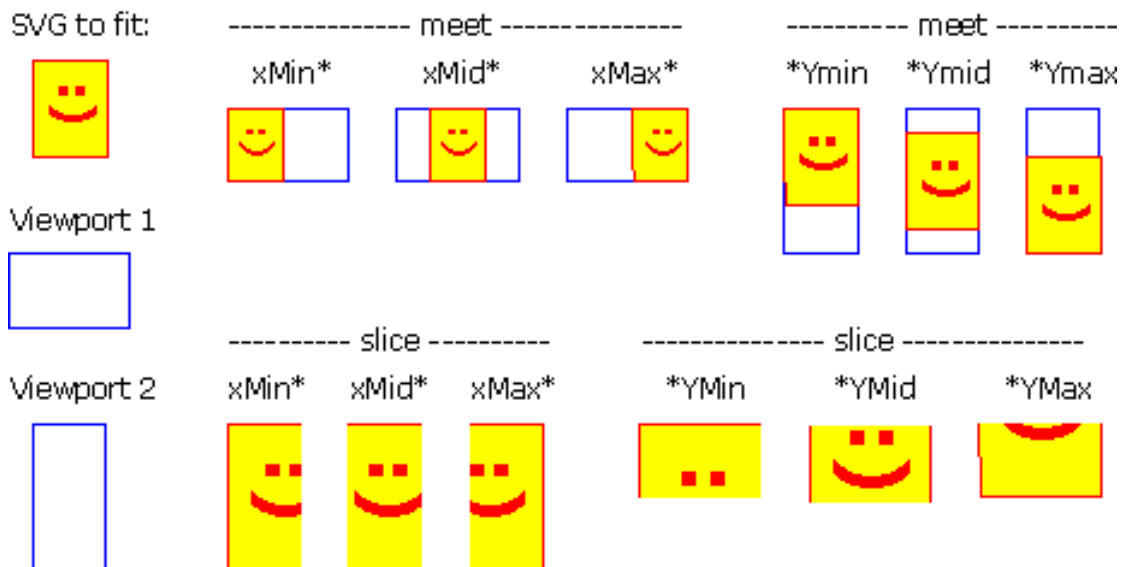 SVG to fit:
--------------- meet ---------------
---------- meet ----------
xMin*
xMid*
xMax*
*Ymin
*Ymid
*Ymax
Viewport 1
---------- slice ----------
--------------- slice ---------------
Viewport 2
xMin*
xMid*
xMax*
*YMin
*YMid
*YMax